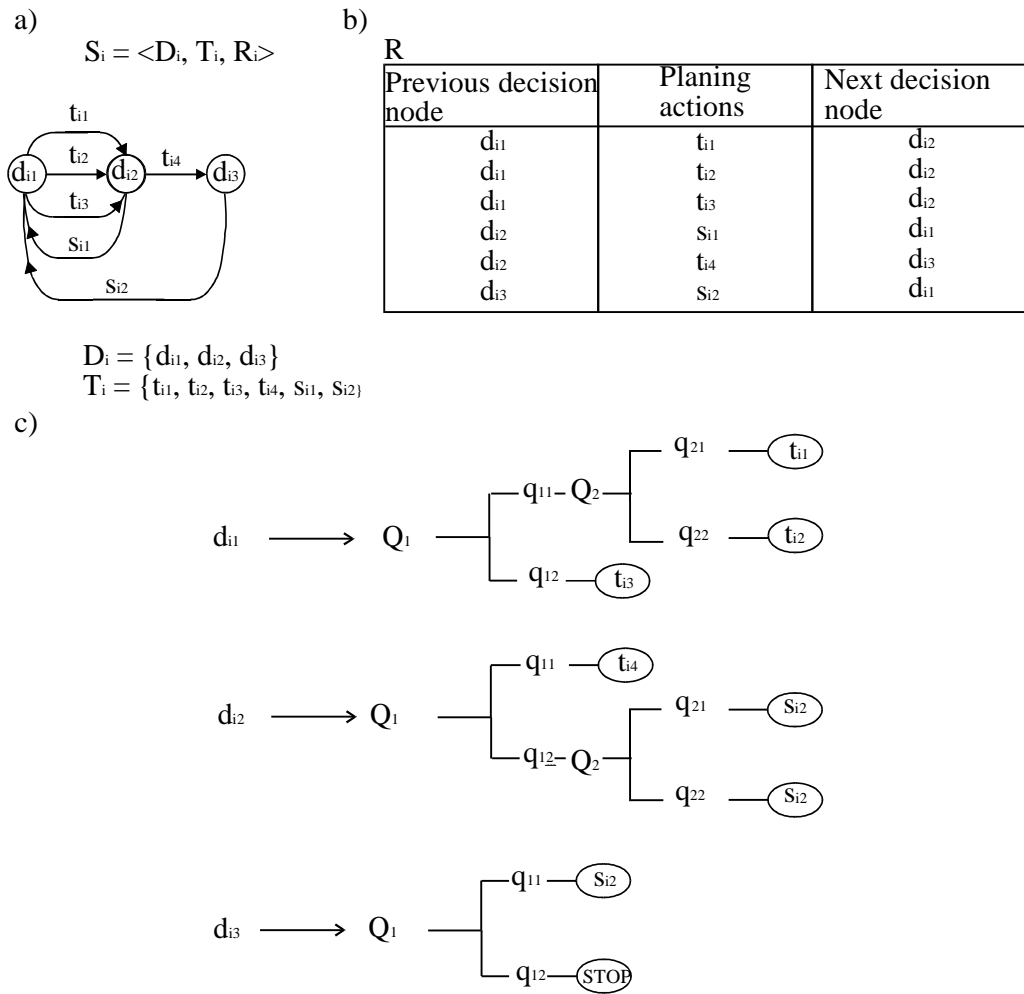 a)
Si = <Di, Ti, Ri>
ti1
ti2
ti4
di1
di2
di3
ti3
si1
si2
Di = {di1, di2, di3}
Ti = {ti1, ti2, ti3, ti4, si1, si2}
b)
R
Previous decision node Planing actions Next decision node
di1 ti1 di2
di1 ti2 di2
di1 ti3 di2
di2 si1 di1
di2 ti4 di3
di3 si2 di1
c)
q21 ti1
q11 Q2
di1 Q1
q22 ti2
q12 ti3
q11 ti4
q21 si2
di2 Q1
q12 Q2
q22 si2
q11 si2
di3 Q1
q12 STOP